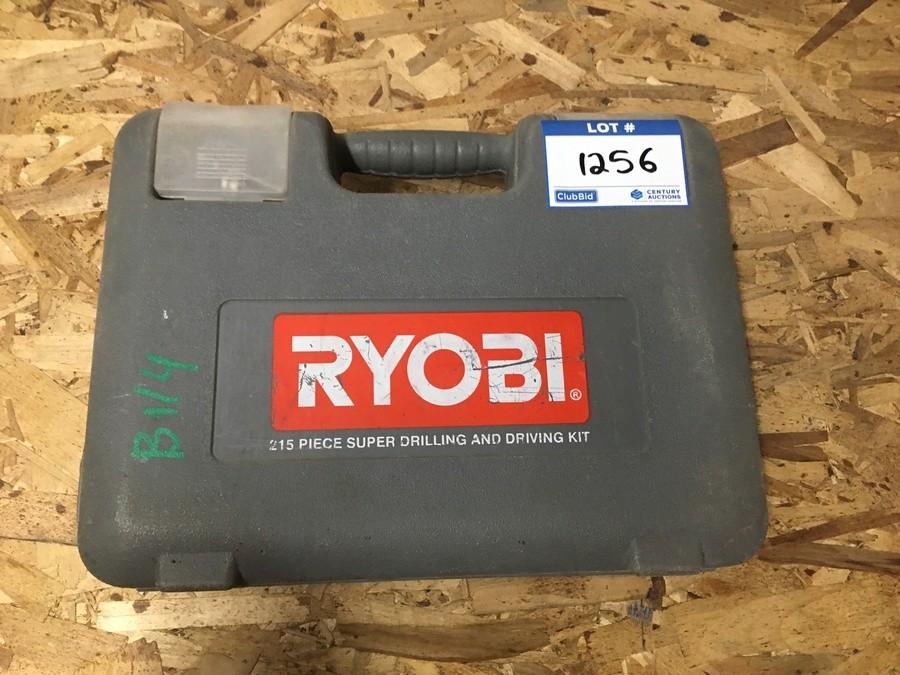 LOT #
1256
ClubBid
CENTURY
AUCTIONS
RYOBI®
215 PIECE SUPER DRILLING AND DRIVING KIT
B114